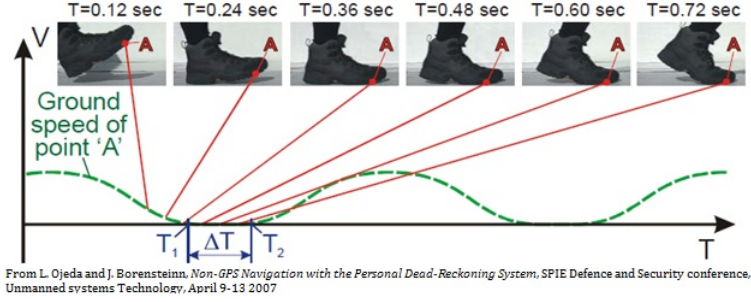 T=0.12 sec T=0.24 sec T=0.36 sec T=0.48 sec T=0.60 sec T=0.72 sec
V A A A A A A
Ground
speed of
point ‘A’
T1 ΔT T2 T
From L. Ojeda and J. Borensteinn, Non-GPS Navigation with the Personal Dead-Reckoning System, SPIE Defence and Security conference,
Unmanned systems Technology, April 9-13 2007